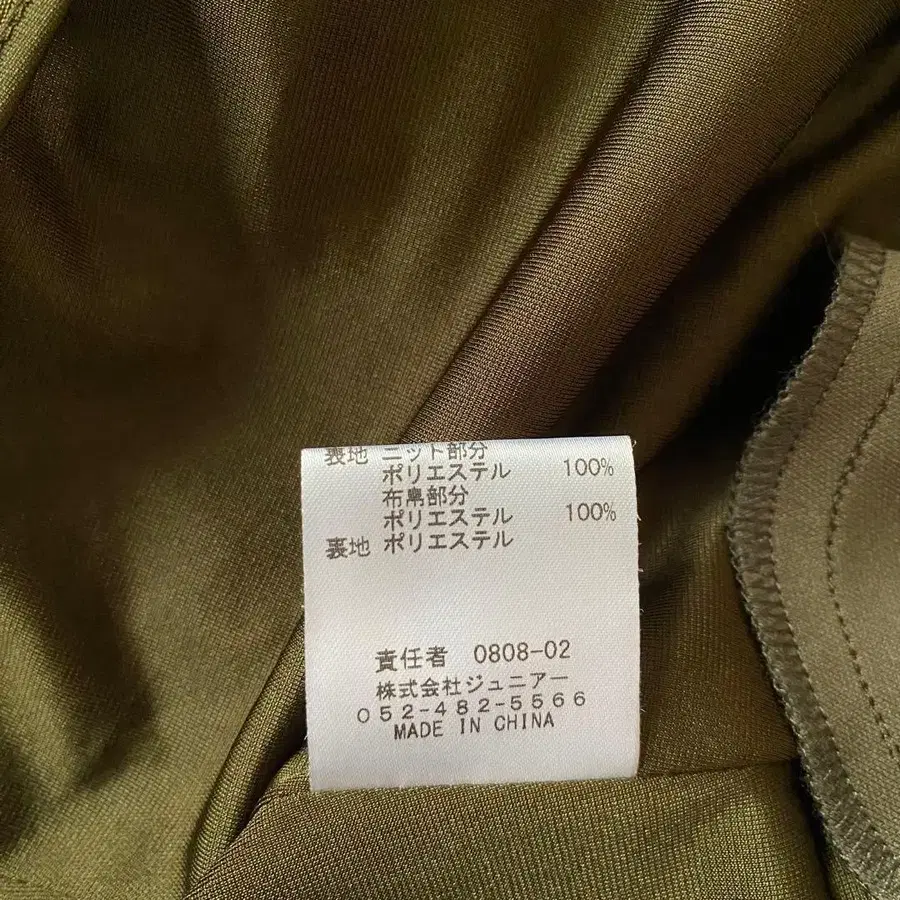 表地 ニット部分
ポリエステル 100%
布帛部分
ポリエステル 100%
裏地 ポリエステル
責任者 0808-02
株式会社ジュニアー
052-482-5566
MADE IN CHINA